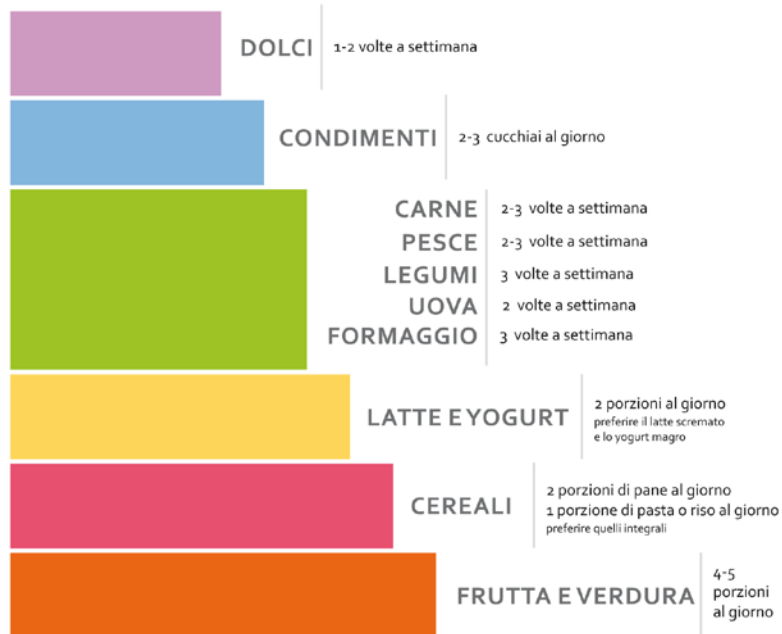 DOLCI
1-2 volte a settimana
CONDIMENTI
2-3 cucchiai al giorno
CARNE
2-3 volte a settimana
PESCE
2-3 volte a settimana
LEGUMI
3 volte a settimana
UOVA
2 volte a settimana
FORMAGGIO
3 volte a settimana
LATTE E YOGURT
2 porzioni al giorno
preferire il latte scremato
e lo yogurt magro
CEREALI
2 porzioni di pane al giorno
1 porzione di pasta o riso al giorno
preferire quelli integrali
FRUTTA E VERDURA
4-5
porzioni
al giorno